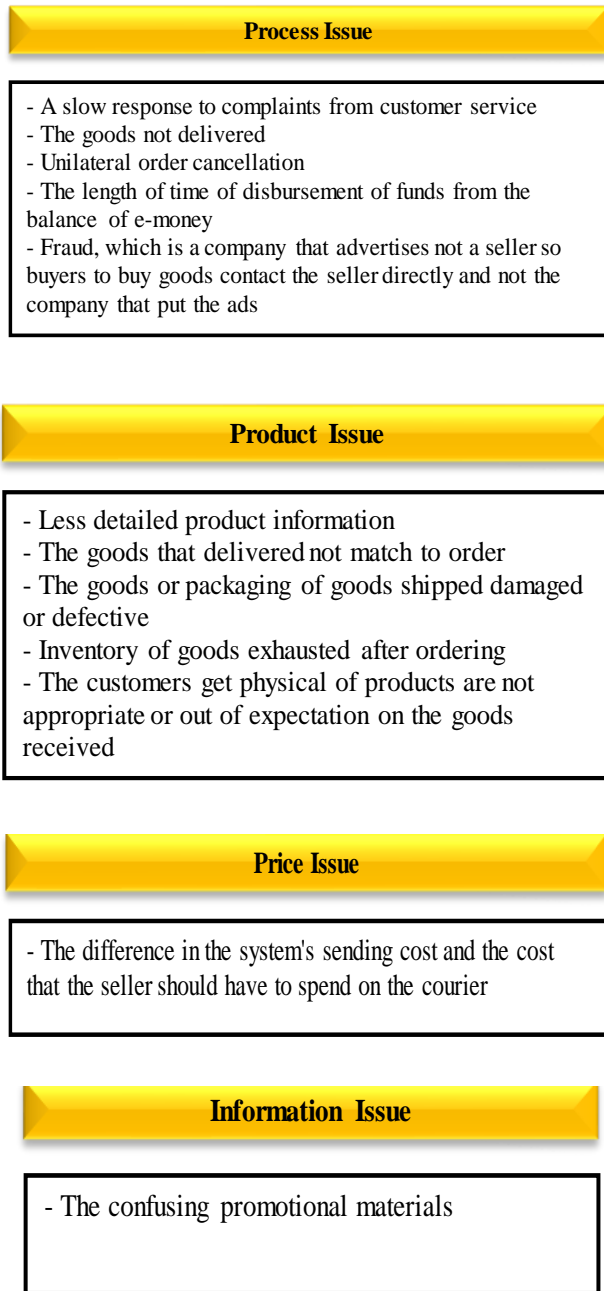 Process Issue
- A slow response to complaints from customer service
- The goods not delivered
- Unilateral order cancellation
- The length of time of disbursement of funds from the
balance of e-money
- Fraud, which is a company that advertises not a seller so
buyers to buy goods contact the seller directly and not the
company that put the ads
Product Issue
- Less detailed product information
- The goods that delivered not match to order
- The goods or packaging of goods shipped damaged
or defective
- Inventory of goods exhausted after ordering
- The customers get physical of products are not
appropriate or out of expectation on the goods
received
Price Issue
- The difference in the system's sending cost and the cost
that the seller should have to spend on the courier
Information Issue
- The confusing promotional materials